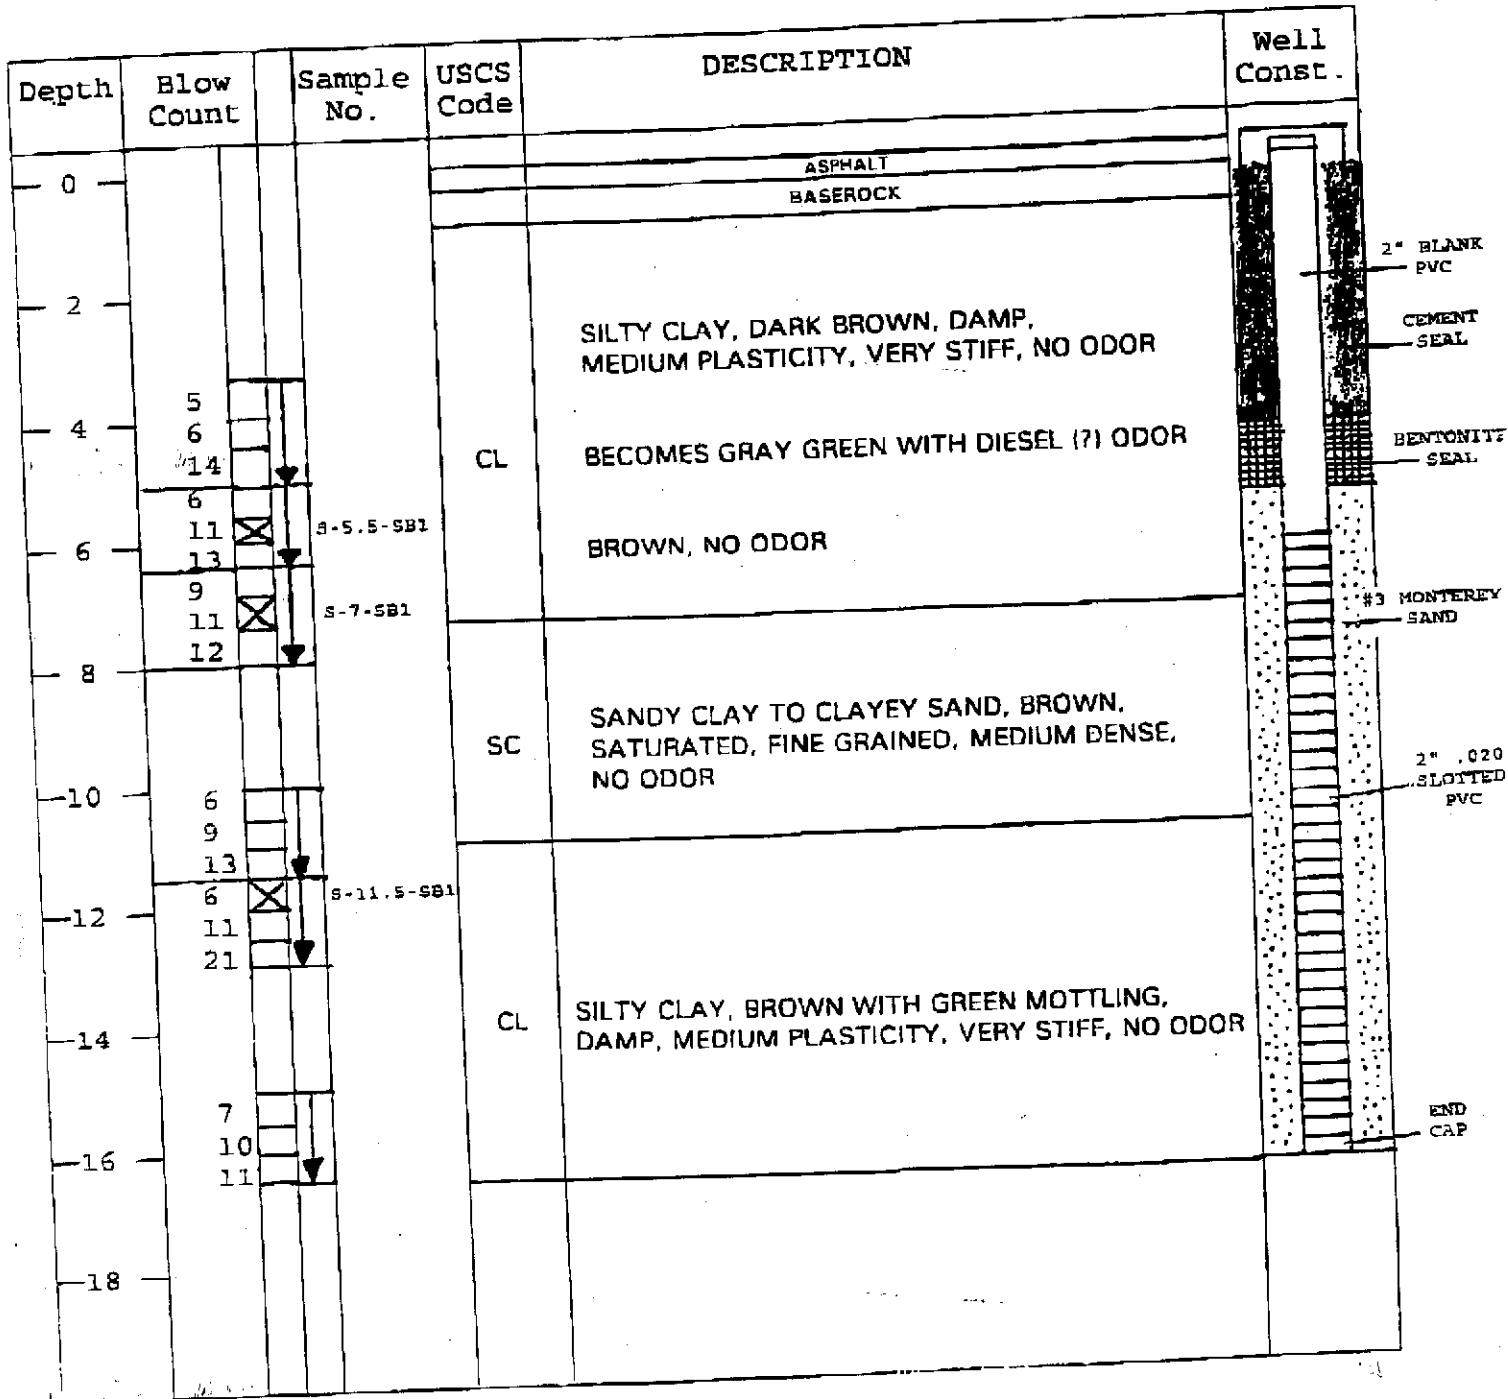 Depth
Blow
Count
Sample
No.
USCS
Code
DESCRIPTION
Well
Const.
ASPHALT
BASEROCK
0
2
4
6
8
10
12
14
16
18
5
6
14
6
11
13
9
11
12
6
9
13
6
11
21
7
10
11
S-5.5-SB1
S-7-SB1
S-11.5-SB1
CL
SILTY CLAY, DARK BROWN, DAMP,
MEDIUM PLASTICITY, VERY STIFF, NO ODOR
BECOMES GRAY GREEN WITH DIESEL (?) ODOR
BROWN, NO ODOR
SC
SANDY CLAY TO CLAYEY SAND, BROWN,
SATURATED, FINE GRAINED, MEDIUM DENSE,
NO ODOR
CL
SILTY CLAY, BROWN WITH GREEN MOTTLING,
DAMP, MEDIUM PLASTICITY, VERY STIFF, NO ODOR
2" BLANK
PVC
CEMENT
SEAL
BENTONITE
SEAL
#3 MONTEREY
SAND
2" .020
SLOTTED
PVC
END
CAP